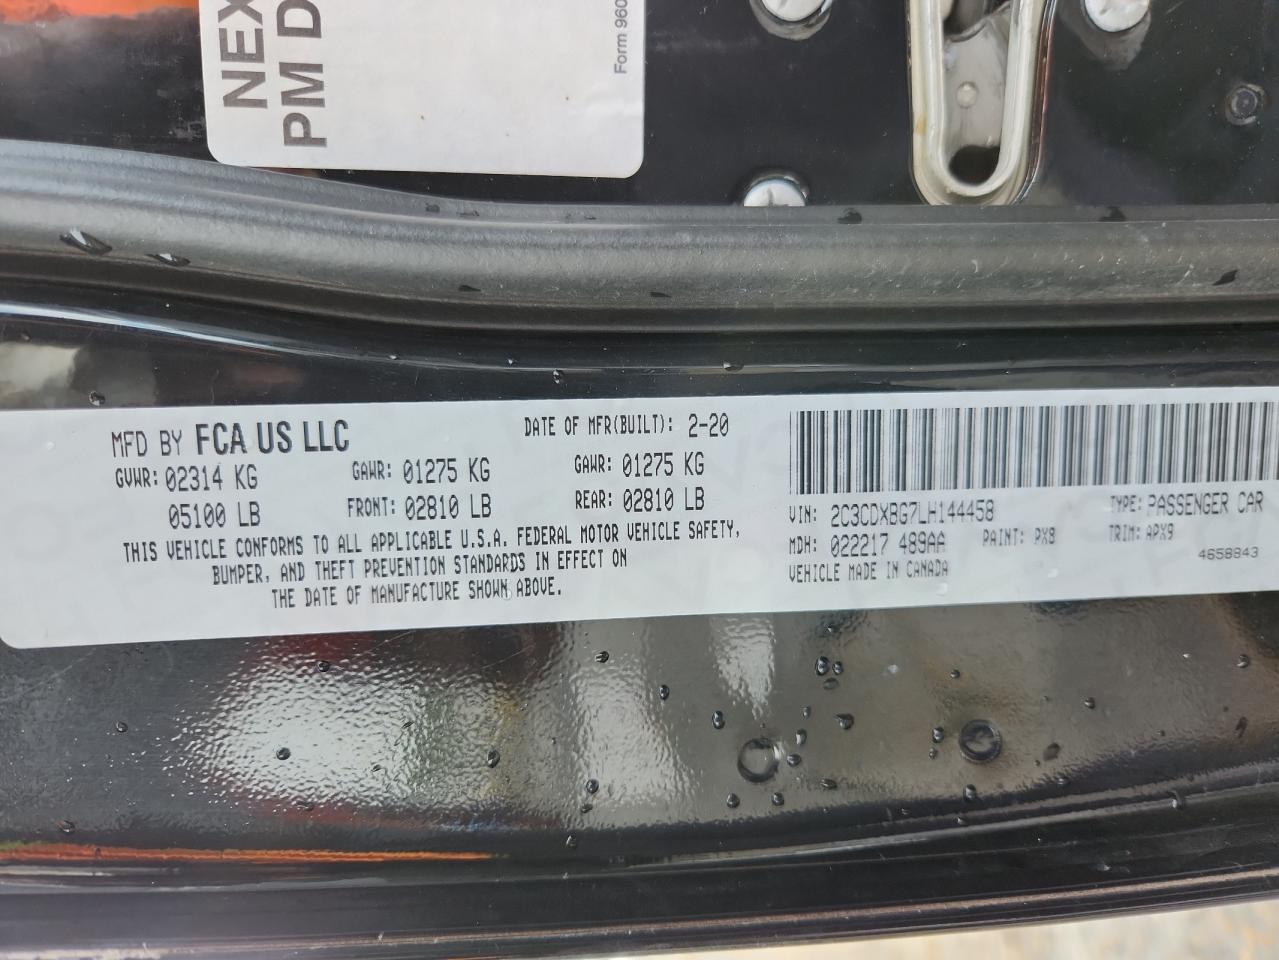 NEX
PM D
Form 960
MFD BY FCA US LLC
DATE OF MFR(BUILT): 2-20
GVWR: 02314 KG
GAWR: 01275 KG
GAWR: 01275 KG
05100 LB
FRONT: 02810 LB
REAR: 02810 LB
THIS VEHICLE CONFORMS TO ALL APPLICABLE U.S.A. FEDERAL MOTOR VEHICLE SAFETY,
BUMPER, AND THEFT PREVENTION STANDARDS IN EFFECT ON
THE DATE OF MANUFACTURE SHOWN ABOVE.
VIN: 2C3CDXBG7LH144458
TYPE: PASSENGER CAR
MDH: 022217 489AA
PAINT: PX8
TRIM: APX9
VEHICLE MADE IN CANADA
4658843